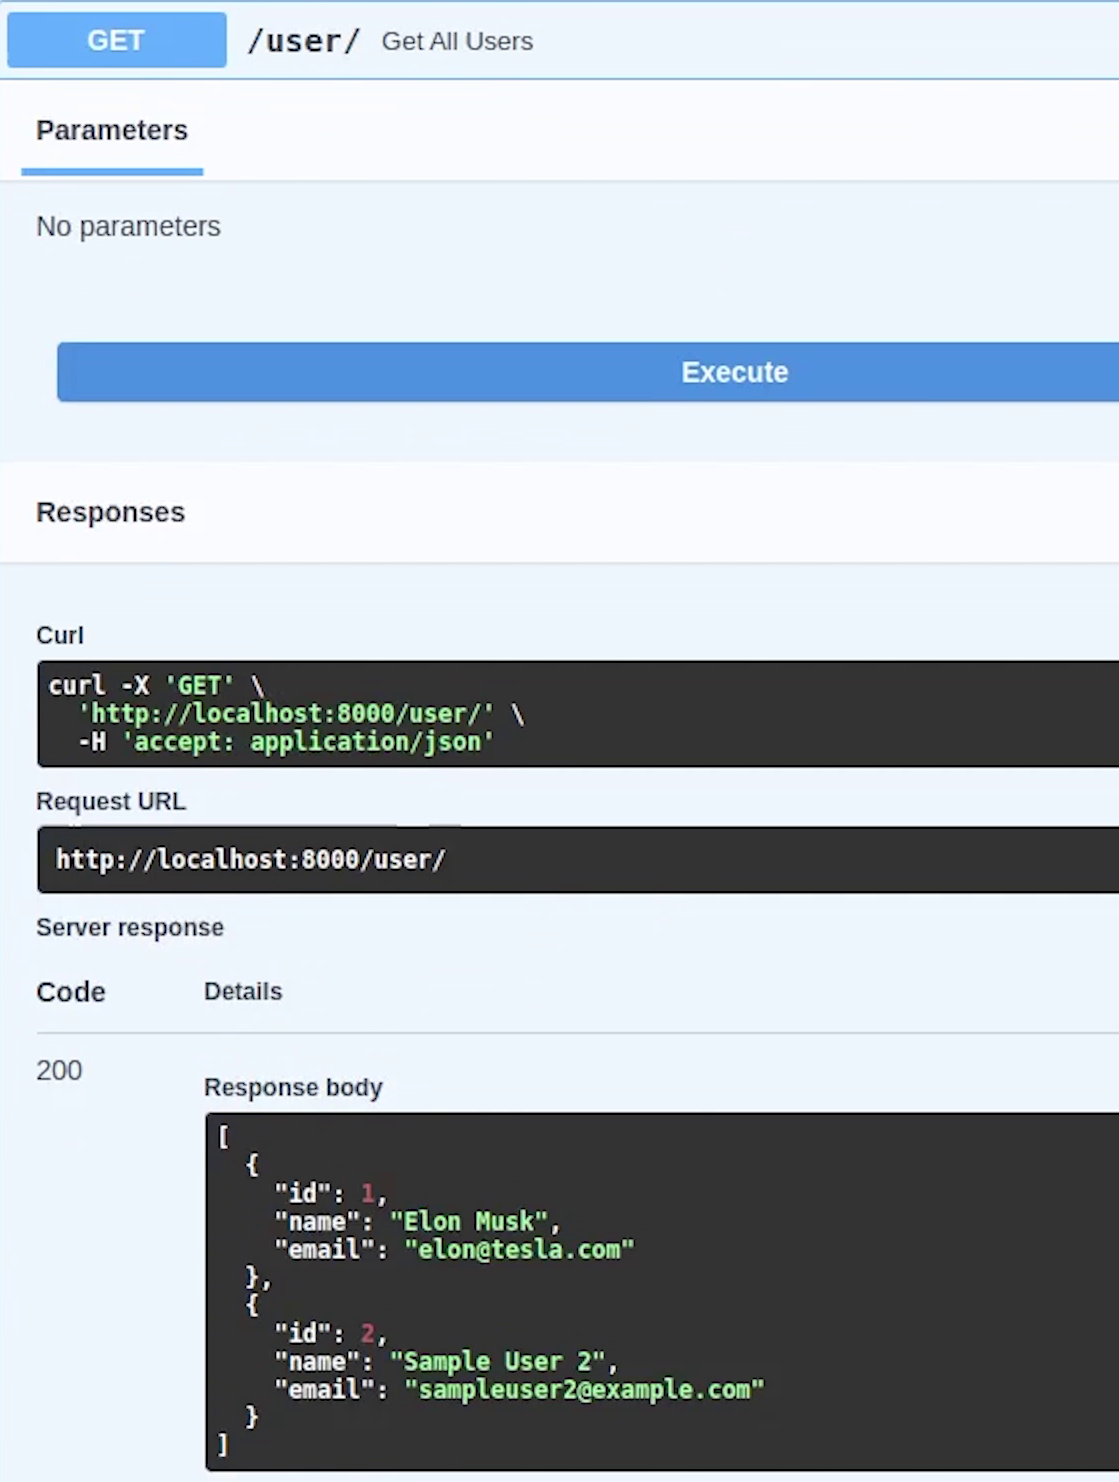 GET /user/ Get All Users
Parameters
No parameters
Execute
Responses
Curl
curl -X 'GET' \
  'http://localhost:8000/user/' \
  -H 'accept: application/json'
Request URL
http://localhost:8000/user/
Server response
Code Details
200
Response body
[
  {
    "id": 1,
    "name": "Elon Musk",
    "email": "elon@tesla.com"
  },
  {
    "id": 2,
    "name": "Sample User 2",
    "email": "sampleuser2@example.com"
  }
]